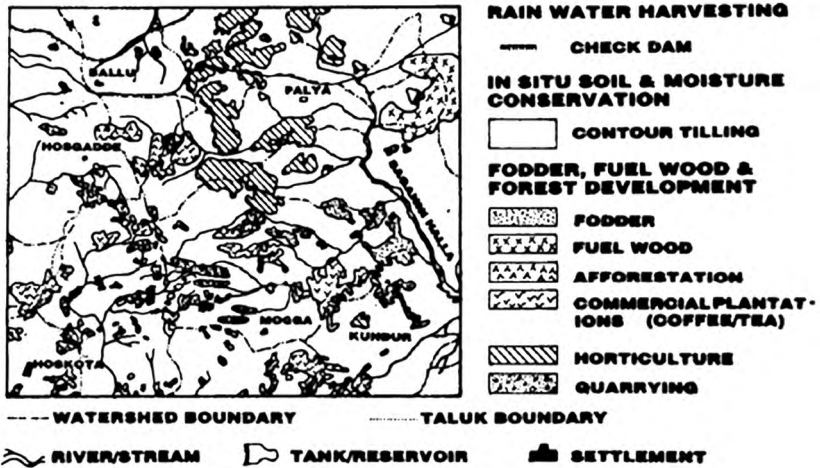 BALLU
PALYA
HOSGADDE
MOGBA
KUNDUR
HOSKOTA
RAIN WATER HARVESTING
CHECK DAM
IN SITU SOIL & MOISTURE
CONSERVATION
CONTOUR TILLING
FODDER, FUEL WOOD &
FOREST DEVELOPMENT
FODDER
FUEL WOOD
AFFORESTATION
COMMERCIAL PLANTAT-
IONS (COFFEE/TEA)
HORTICULTURE
QUARRYING
WATERSHED BOUNDARY
TALUK BOUNDARY
RIVER/STREAM
TANK/RESERVOIR
SETTLEMENT